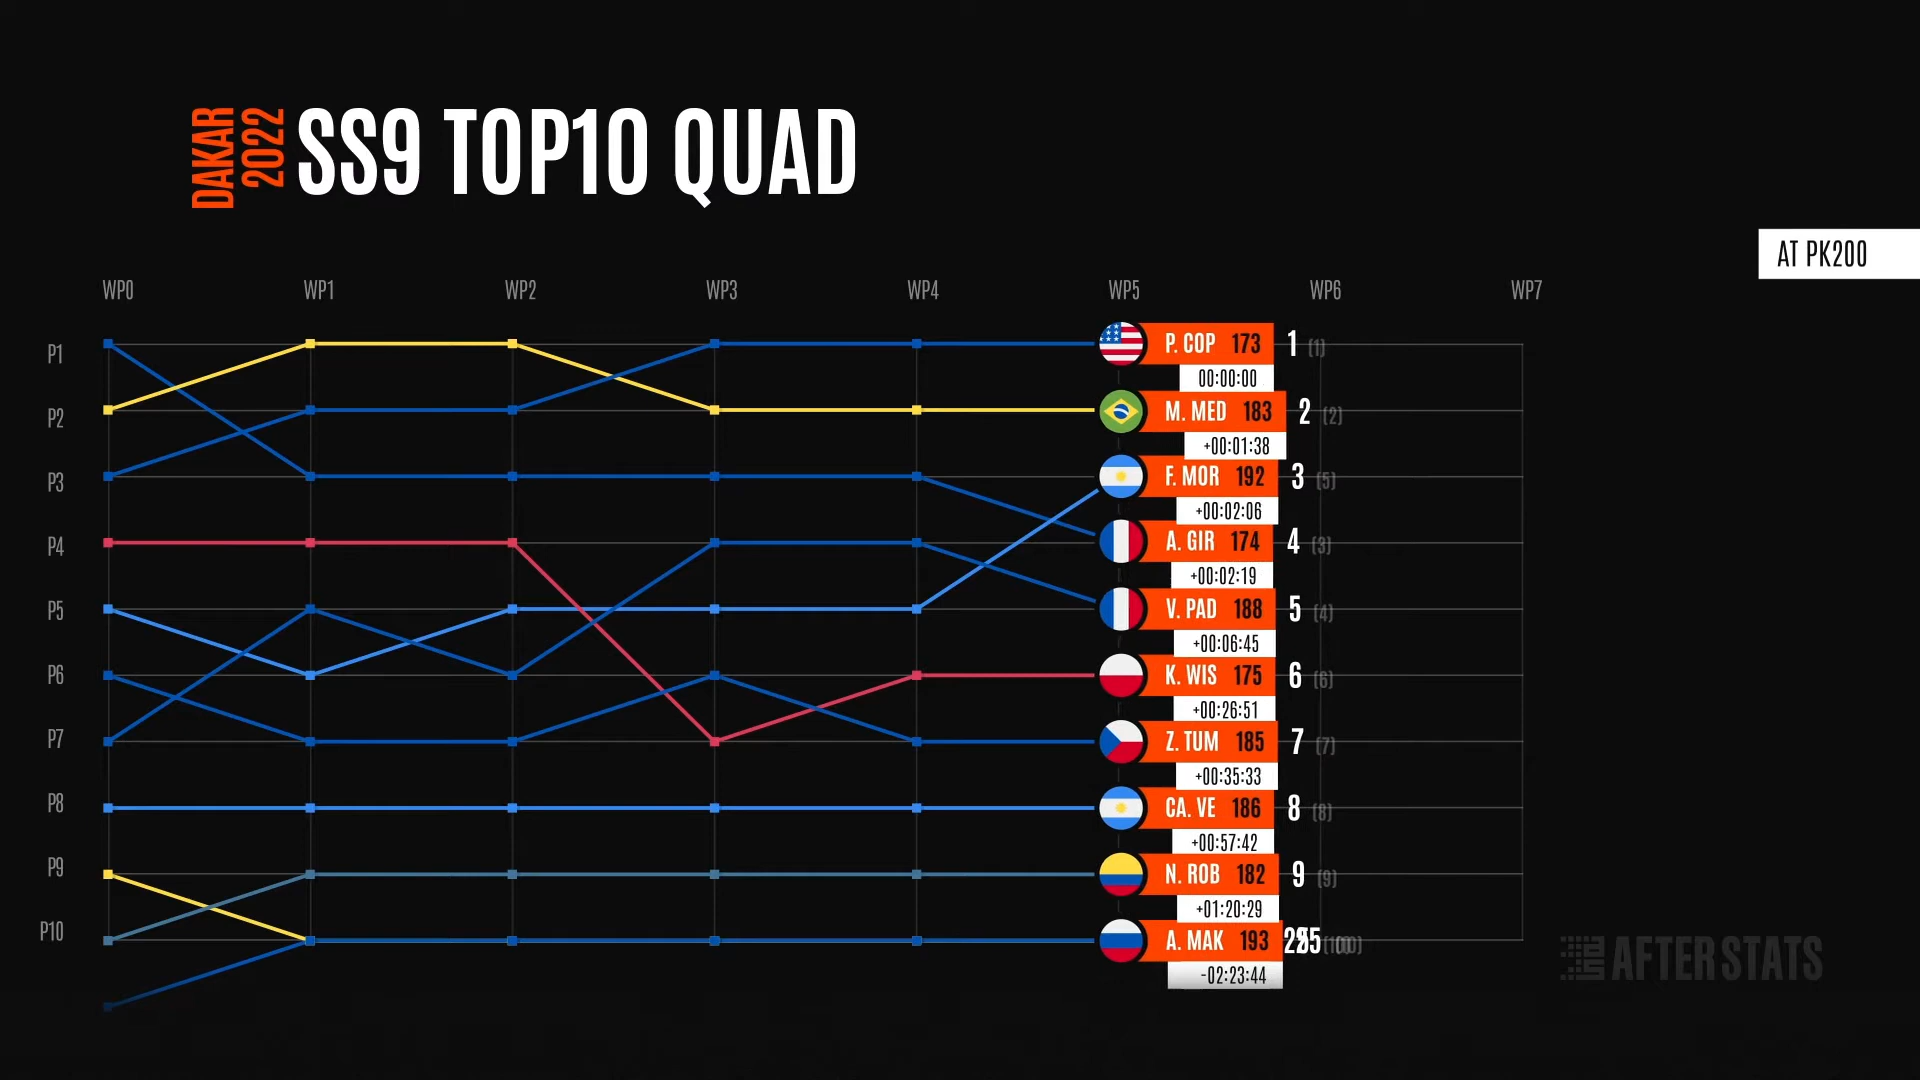 DAKAR
2022
SS9 TOP10 QUAD
AT PK200
WP0 WP1 WP2 WP3 WP4 WP5 WP6 WP7
P1 P. COP 173 1 (1)
00:00:00
P2 M. MED 183 2 (2)
+00:01:38
P3 F. MOR 192 3 (5)
+00:02:06
P4 A. GIR 174 4 (3)
+00:02:19
P5 V. PAD 188 5 (4)
+00:06:45
P6 K. WIS 175 6 (6)
+00:26:51
P7 Z. TUM 185 7 (7)
+00:35:33
P8 CA. VE 186 8 (8)
+00:57:42
P9 N. ROB 182 9 (9)
+01:20:29
P10 A. MAK 193
-02:23:44
AFTER STATS